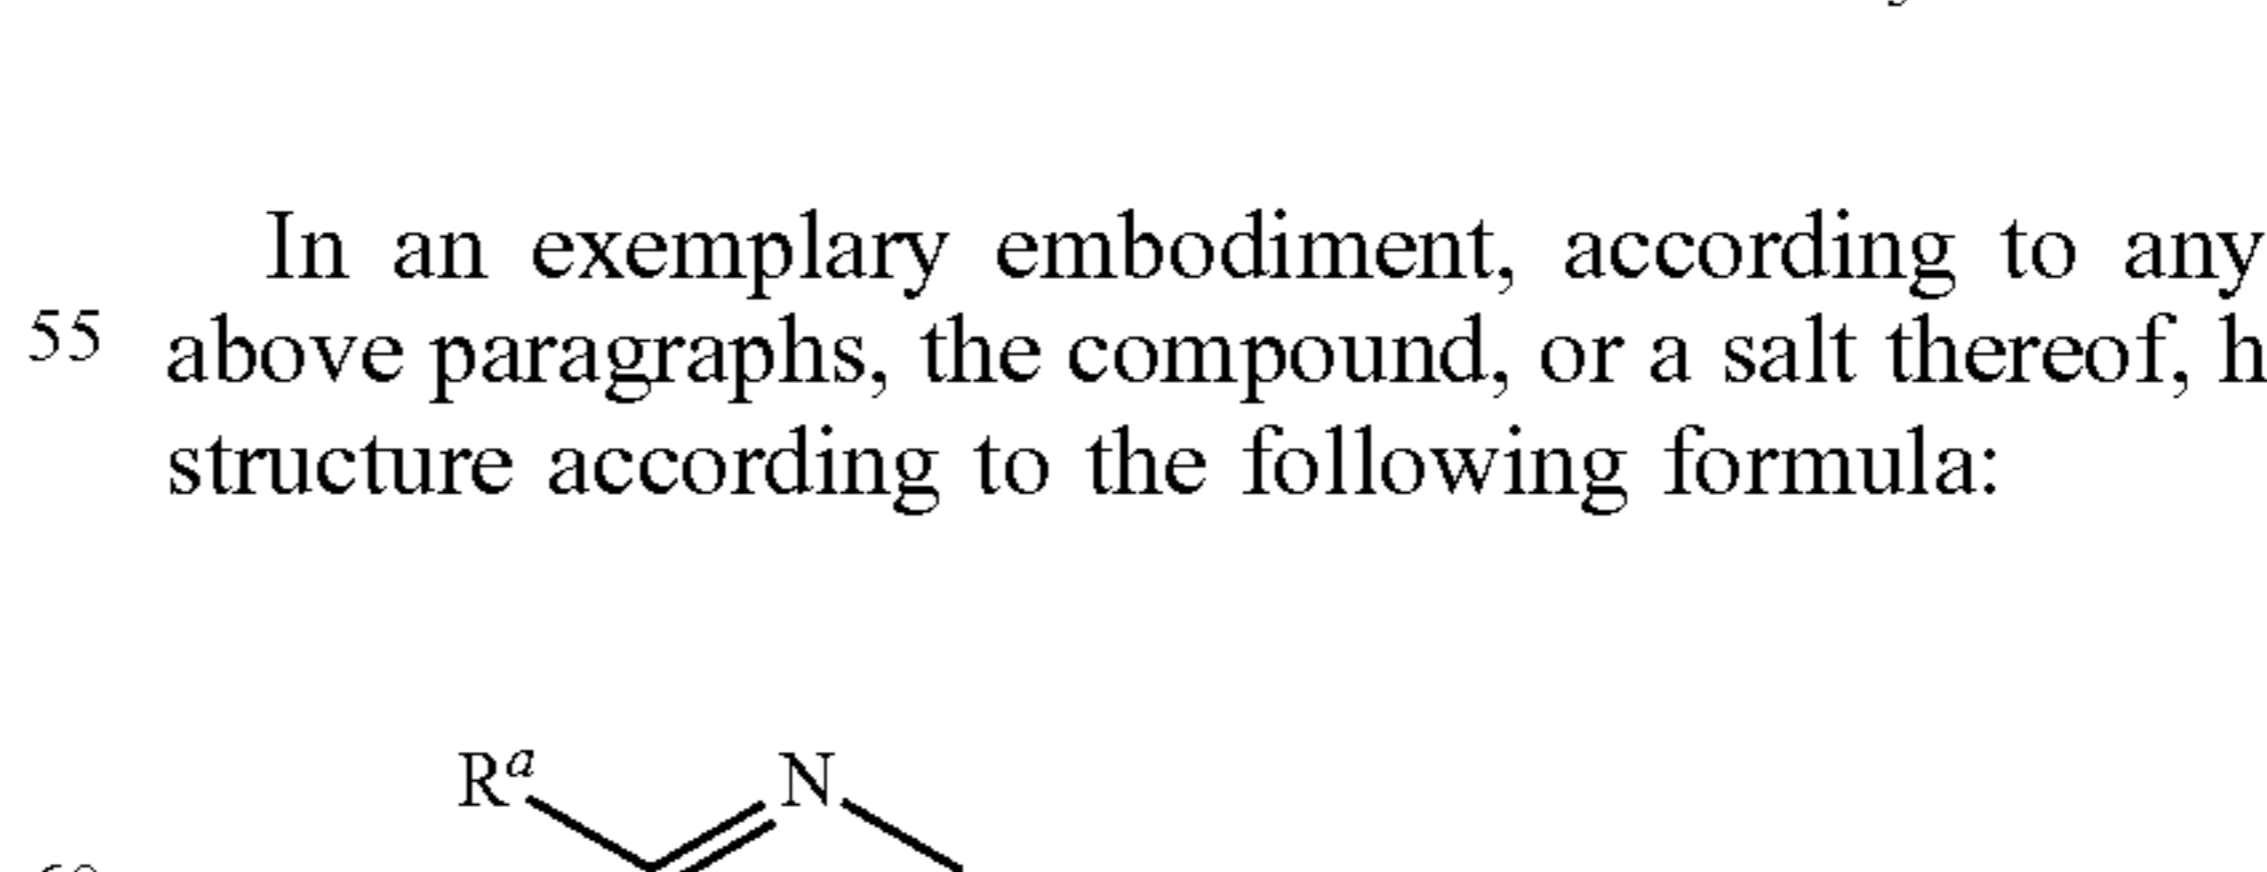 In an exemplary embodiment, according to any
55 above paragraphs, the compound, or a salt thereof, h
structure according to the following formula:
Rᵃ N